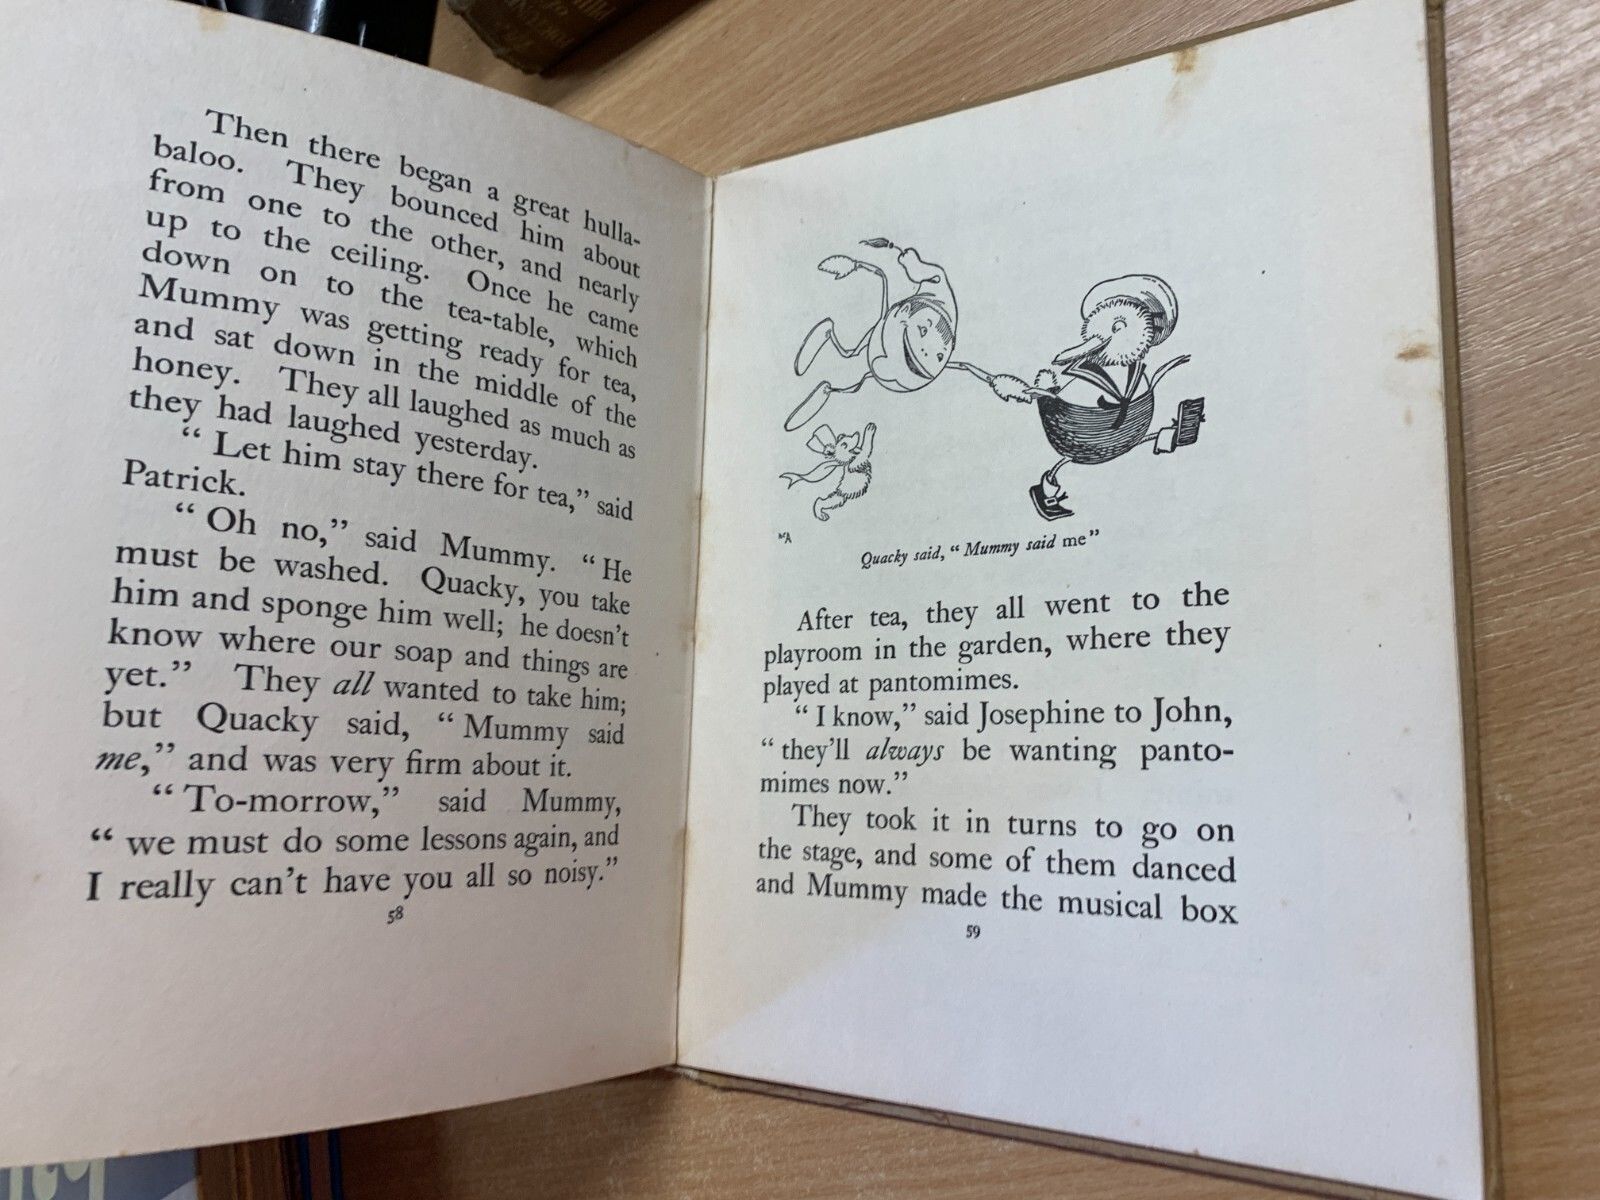 Then there began a great hulla-
baloo. They bounced him about
from one to the other, and nearly
up to the ceiling. Once he came
down on to the tea-table, which
Mummy was getting ready for tea,
and sat down in the middle of the
honey. They all laughed as much as
they had laughed yesterday.
“ Let him stay there for tea,” said
Patrick.
“ Oh no,” said Mummy. “ He
must be washed. Quacky, you take
him and sponge him well; he doesn’t
know where our soap and things are
yet.” They all wanted to take him;
but Quacky said, “ Mummy said
me,” and was very firm about it.
“ To-morrow,” said Mummy,
“ we must do some lessons again, and
I really can’t have you all so noisy.”
58
Quacky said, “ Mummy said me”
After tea, they all went to the
playroom in the garden, where they
played at pantomimes.
“ I know,” said Josephine to John,
“ they’ll always be wanting panto-
mimes now.”
They took it in turns to go on
the stage, and some of them danced
and Mummy made the musical box
59